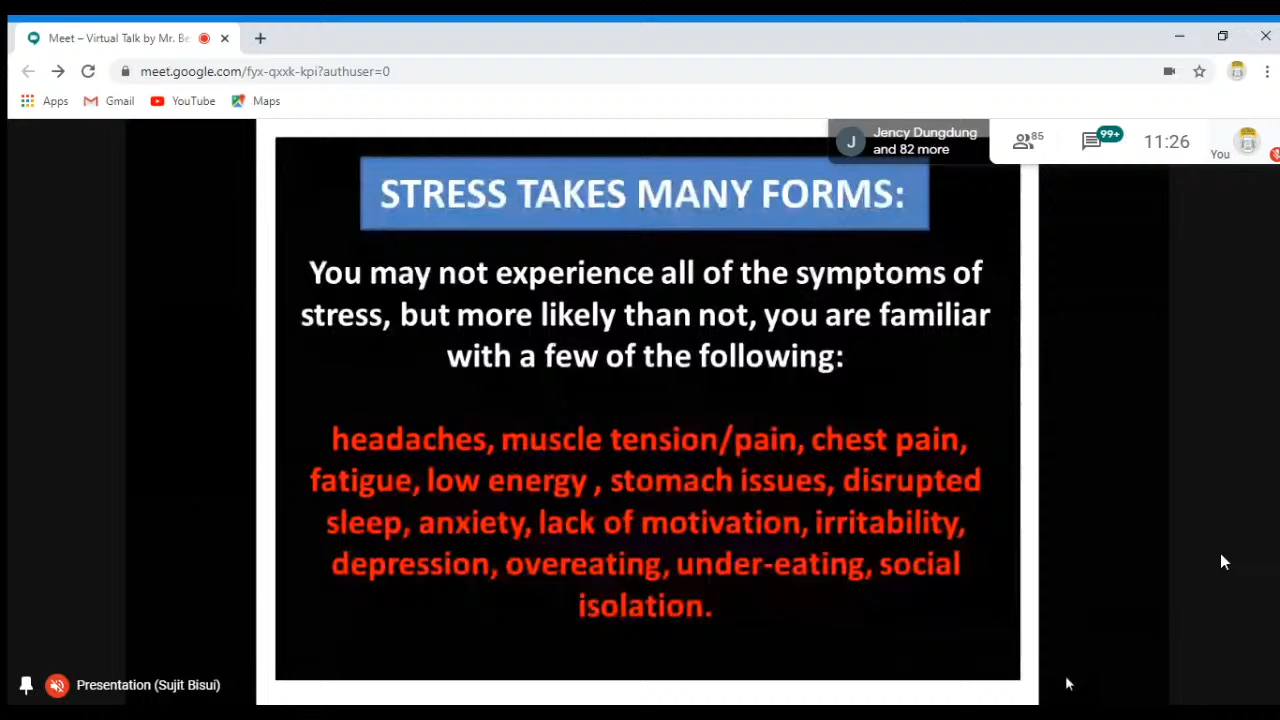 Meet – Virtual Talk by Mr. Be
meet.google.com/fyx-qxxk-kpi?authuser=0
Apps Gmail YouTube Maps
J Jency Dungdung
and 82 more
85 99+ 11:26
You
STRESS TAKES MANY FORMS:
You may not experience all of the symptoms of
stress, but more likely than not, you are familiar
with a few of the following:
headaches, muscle tension/pain, chest pain,
fatigue, low energy , stomach issues, disrupted
sleep, anxiety, lack of motivation, irritability,
depression, overeating, under-eating, social
isolation.
Presentation (Sujit Bisui)